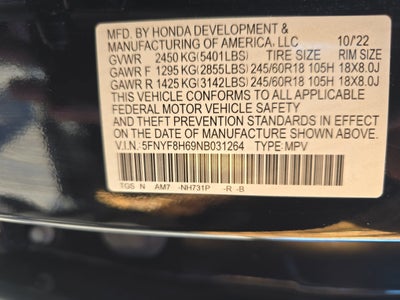 MFD. BY HONDA DEVELOPMENT &
MANUFACTURING OF AMERICA, LLC 10/22
GVWR 2450 KG(5401LBS) TIRE SIZE RIM SIZE
GAWR F 1295 KG(2855LBS) 245/60R18 105H 18X8.0J
GAWR R 1425 KG(3142LBS) 245/60R18 105H 18X8.0J
THIS VEHICLE CONFORMS TO ALL APPLICABLE
FEDERAL MOTOR VEHICLE SAFETY
AND THEFT PREVENTION STANDARDS IN EFFECT ON
THE DATE OF MANUFACTURE SHOWN ABOVE.
V.I.N.: 5FNYF8H69NB031264 TYPE: MPV
TGS N AM7 -NH731P -R -B